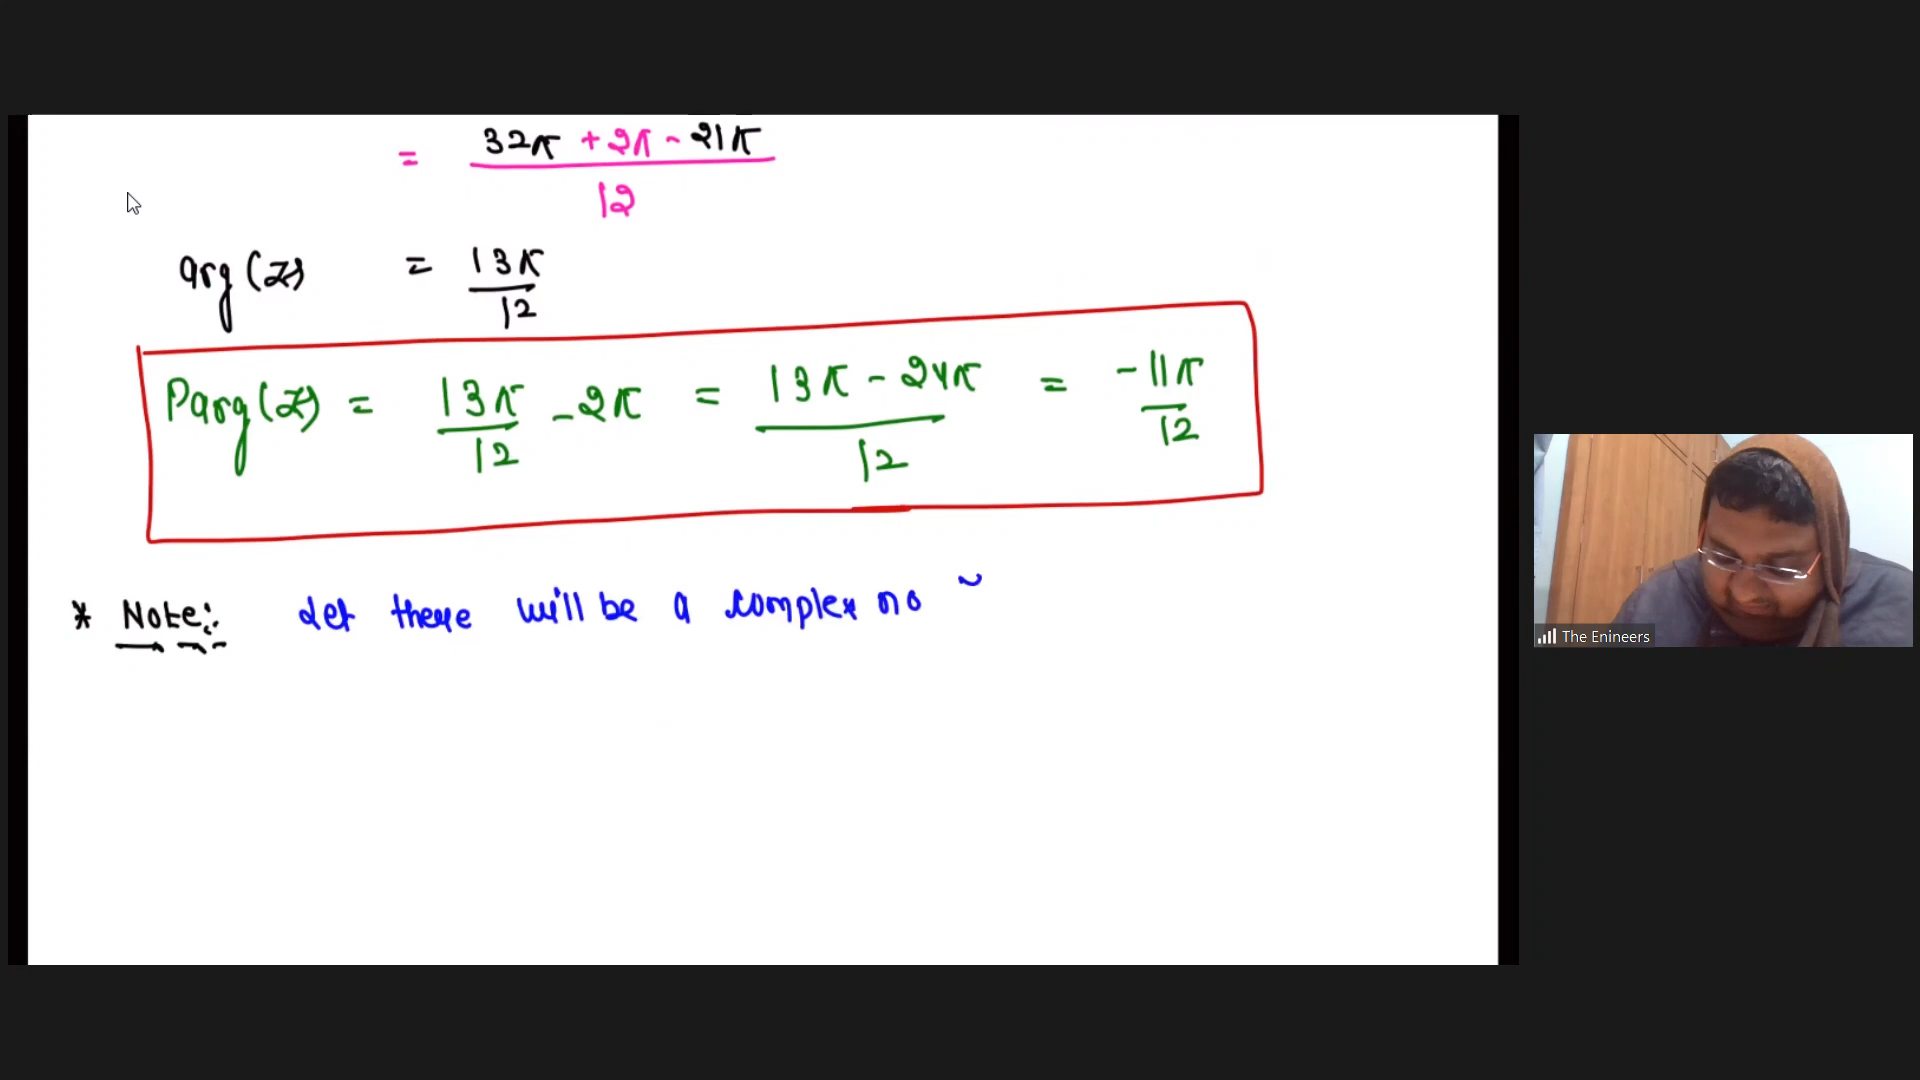 = 32π + 2π - 21π / 12
arg(z) = 13π / 12
Parg(z) = 13π / 12 - 2π = 13π - 24π / 12 = -11π / 12
* Note:. Let there will be a complex no
The Enineers